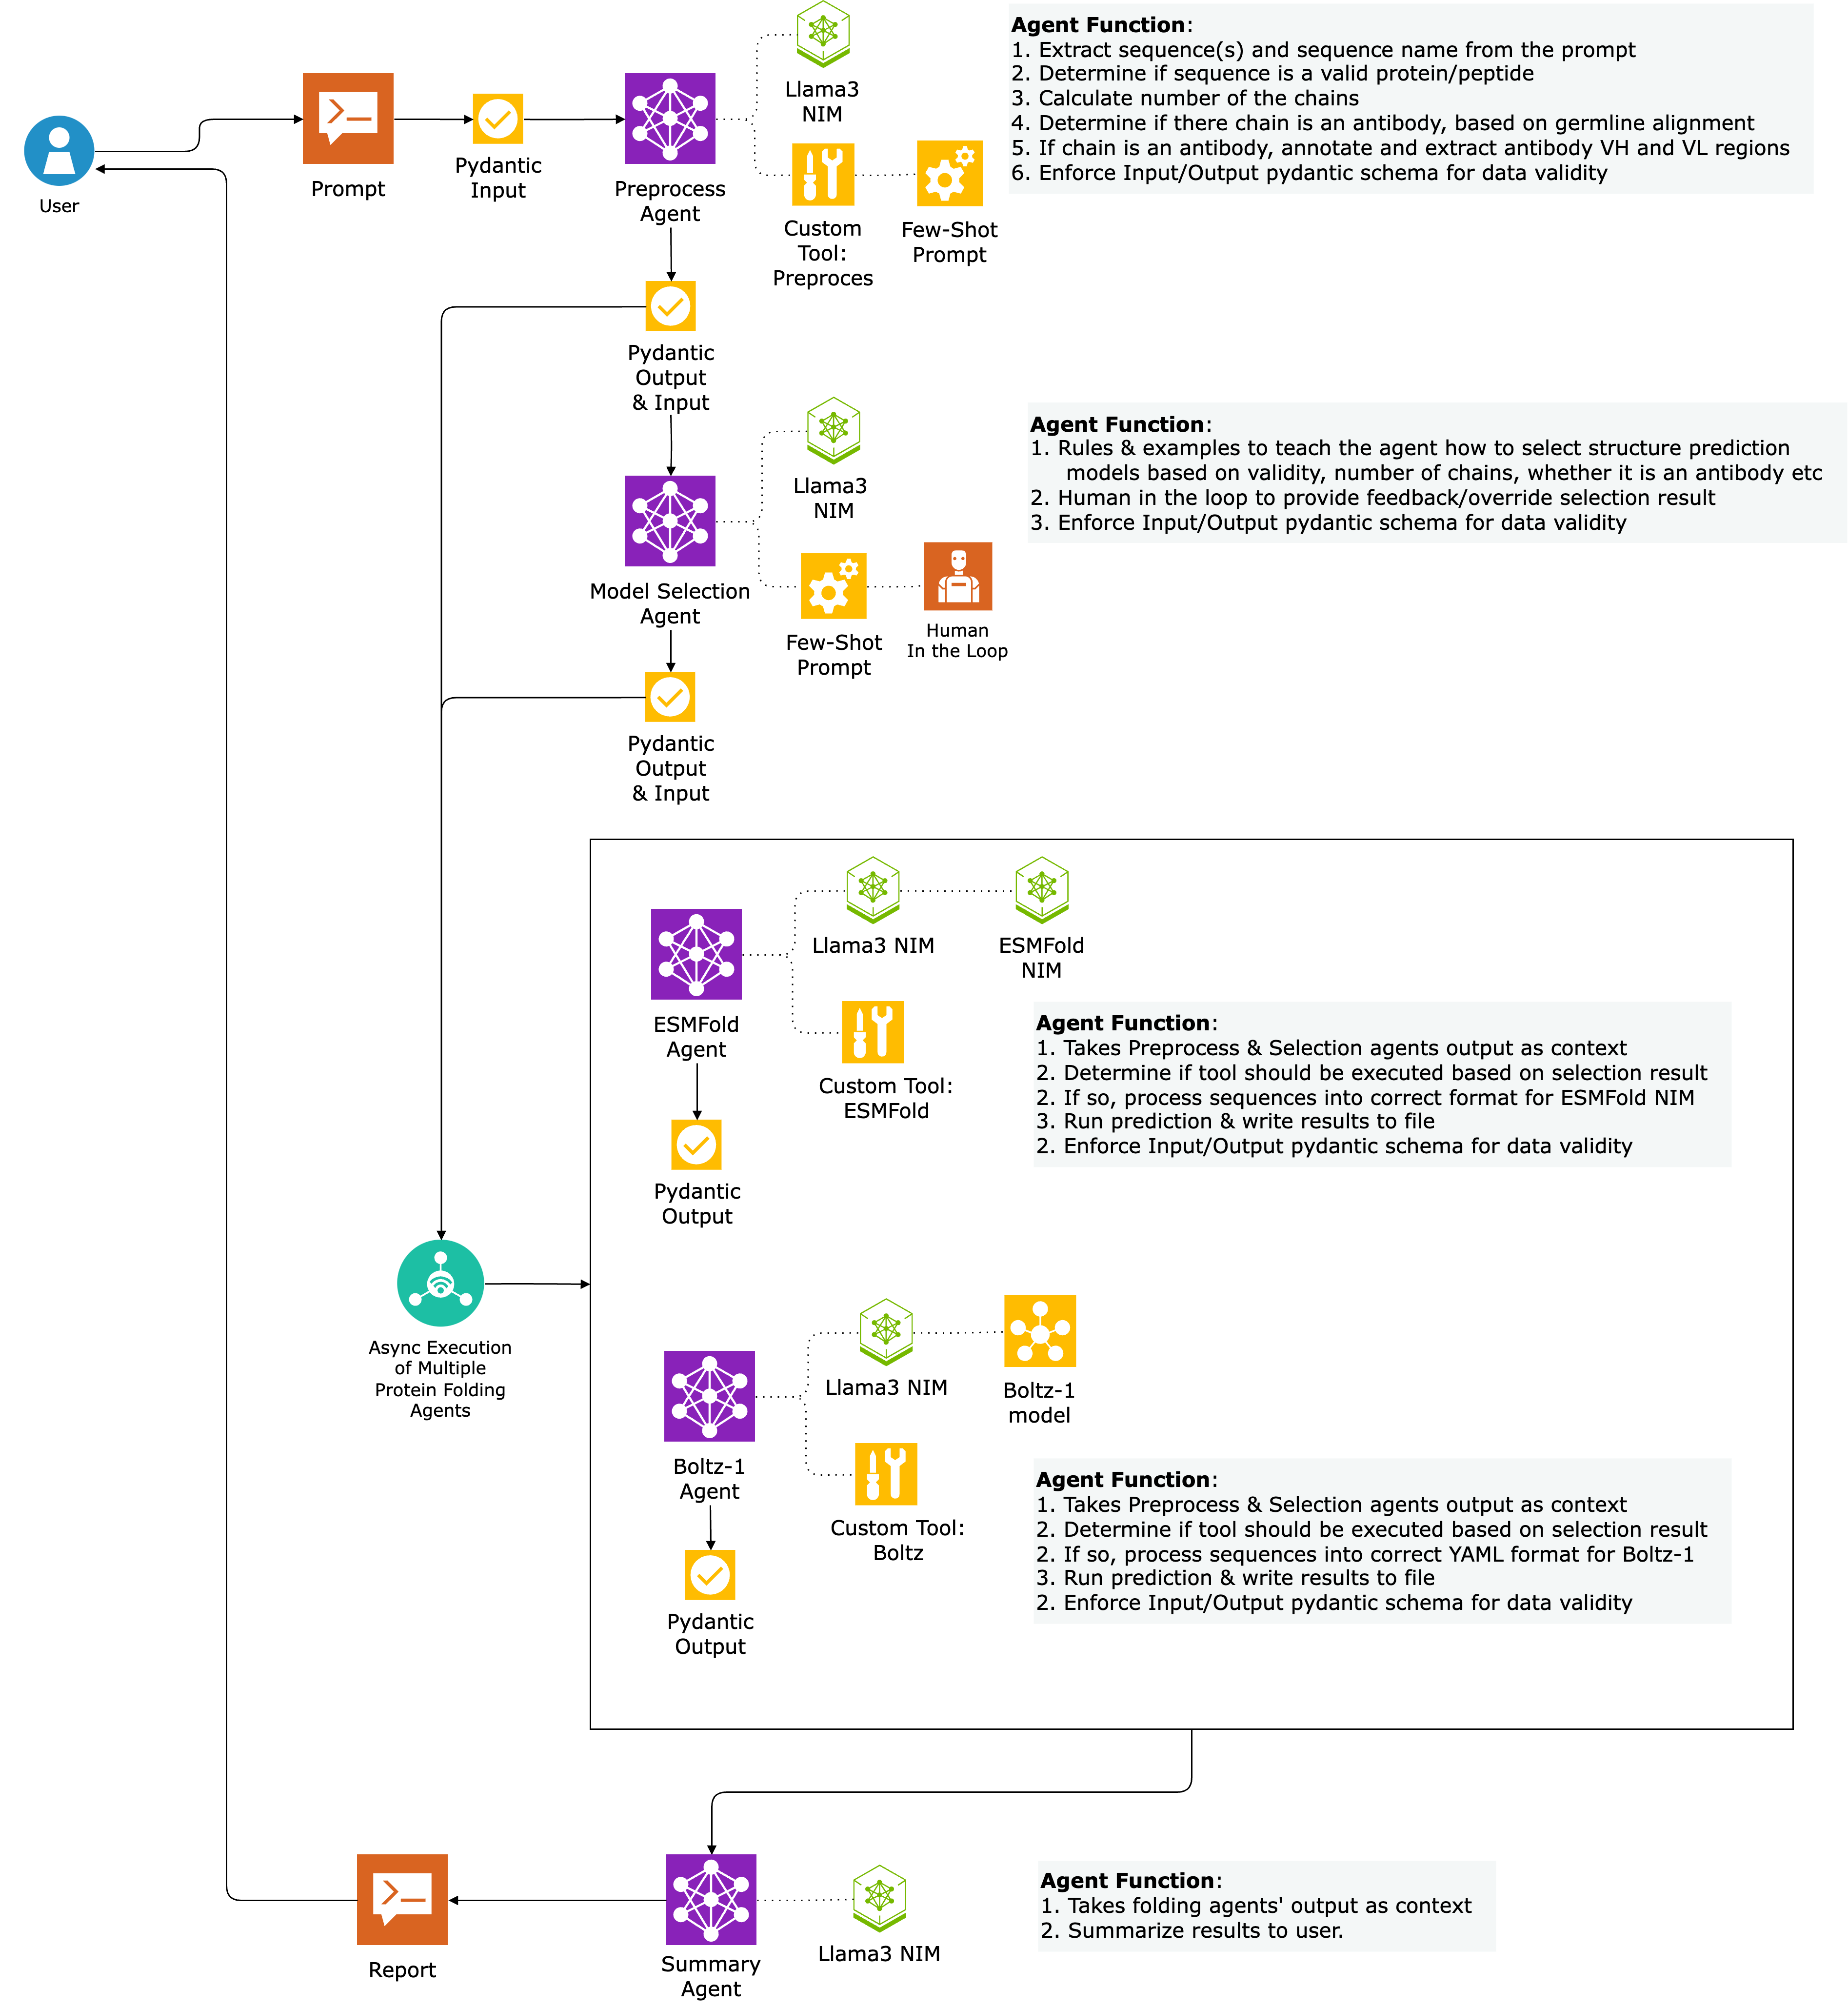 User
Prompt
Pydantic
Input
Preprocess
Agent
Llama3
NIM
Custom
Tool:
Preproces
Few-Shot
Prompt
Agent Function:
1. Extract sequence(s) and sequence name from the prompt
2. Determine if sequence is a valid protein/peptide
3. Calculate number of the chains
4. Determine if there chain is an antibody, based on germline alignment
5. If chain is an antibody, annotate and extract antibody VH and VL regions
6. Enforce Input/Output pydantic schema for data validity
Pydantic
Output
& Input
Model Selection
Agent
Llama3
NIM
Few-Shot
Prompt
Human
In the Loop
Agent Function:
1. Rules & examples to teach the agent how to select structure prediction
models based on validity, number of chains, whether it is an antibody etc
2. Human in the loop to provide feedback/override selection result
3. Enforce Input/Output pydantic schema for data validity
Pydantic
Output
& Input
Async Execution
of Multiple
Protein Folding
Agents
ESMFold
Agent
Llama3 NIM
ESMFold
NIM
Custom Tool:
ESMFold
Pydantic
Output
Agent Function:
1. Takes Preprocess & Selection agents output as context
2. Determine if tool should be executed based on selection result
2. If so, process sequences into correct format for ESMFold NIM
3. Run prediction & write results to file
2. Enforce Input/Output pydantic schema for data validity
Boltz-1
Agent
Llama3 NIM
Boltz-1
model
Custom Tool:
Boltz
Pydantic
Output
Agent Function:
1. Takes Preprocess & Selection agents output as context
2. Determine if tool should be executed based on selection result
2. If so, process sequences into correct YAML format for Boltz-1
3. Run prediction & write results to file
2. Enforce Input/Output pydantic schema for data validity
Report
Summary
Agent
Llama3 NIM
Agent Function:
1. Takes folding agents' output as context
2. Summarize results to user.